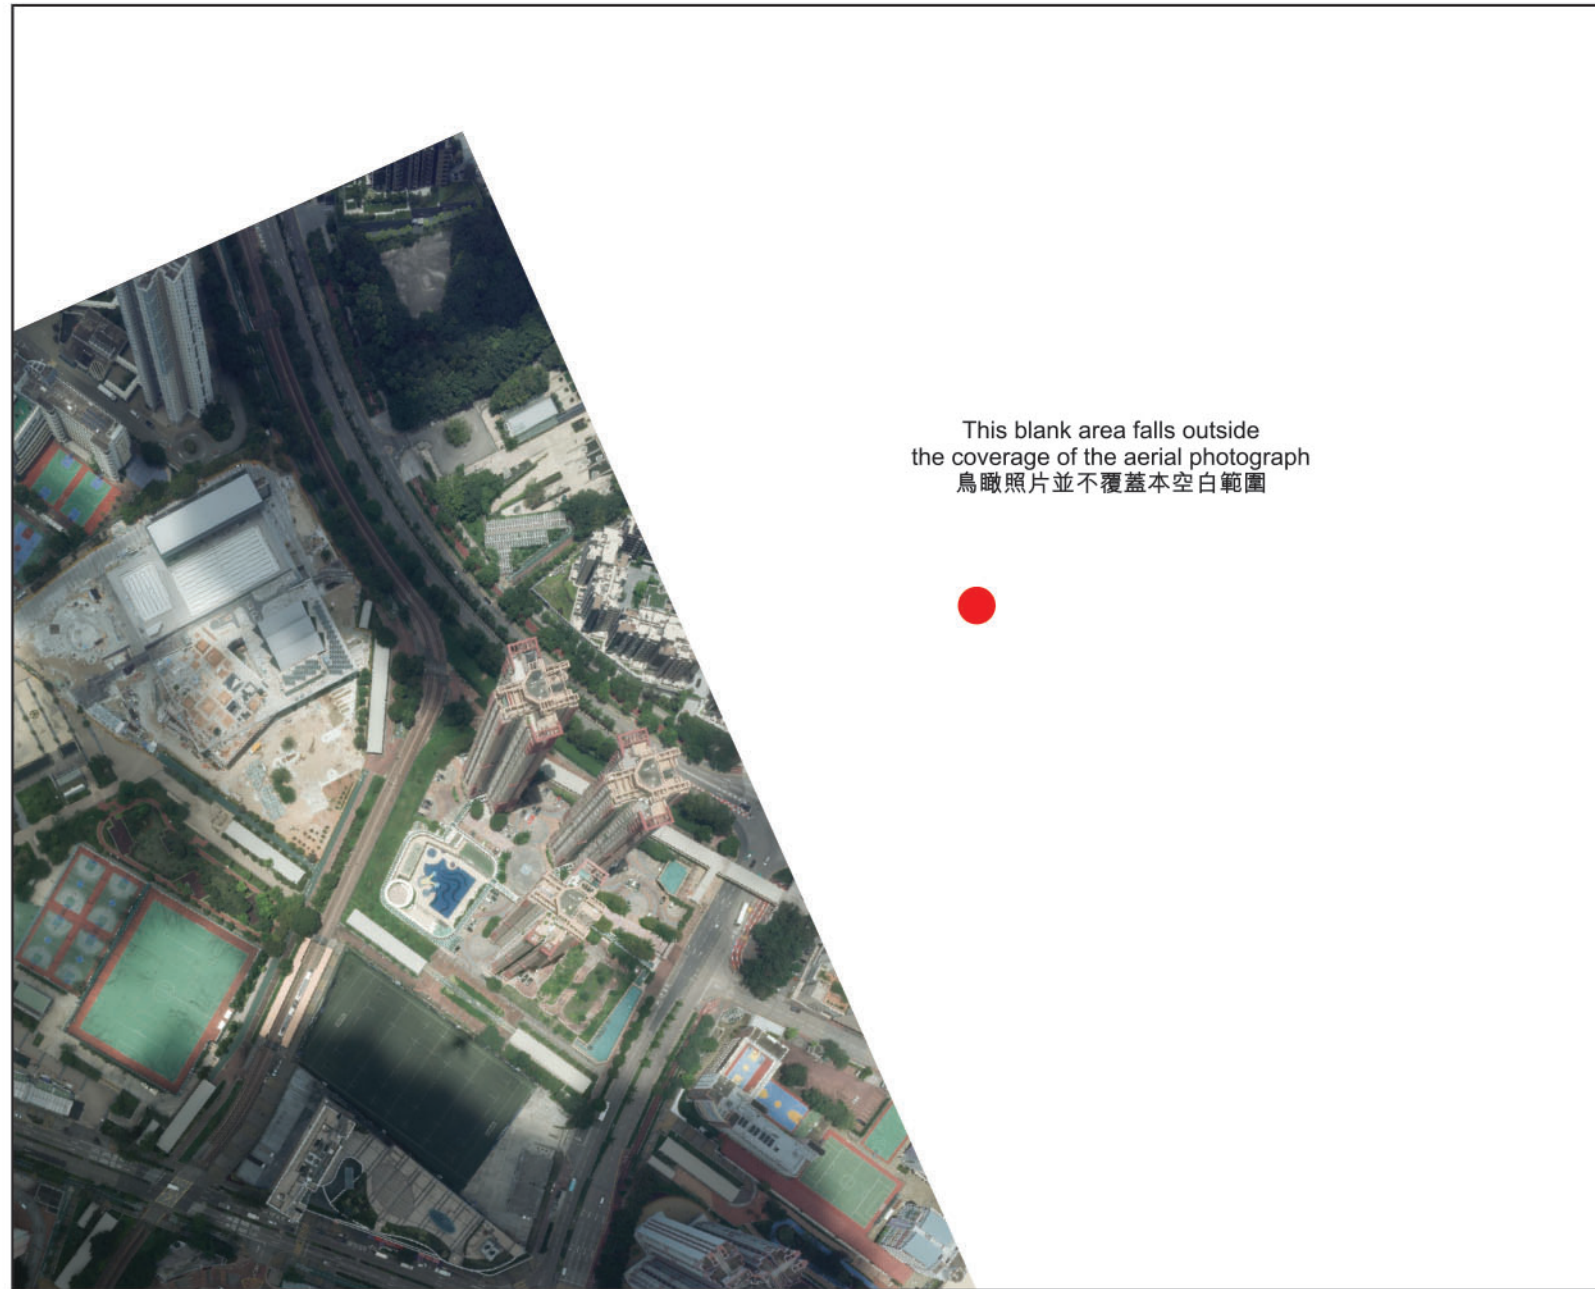 This blank area falls outside
the coverage of the aerial photograph
鳥瞰照片並不覆蓋本空白範圍